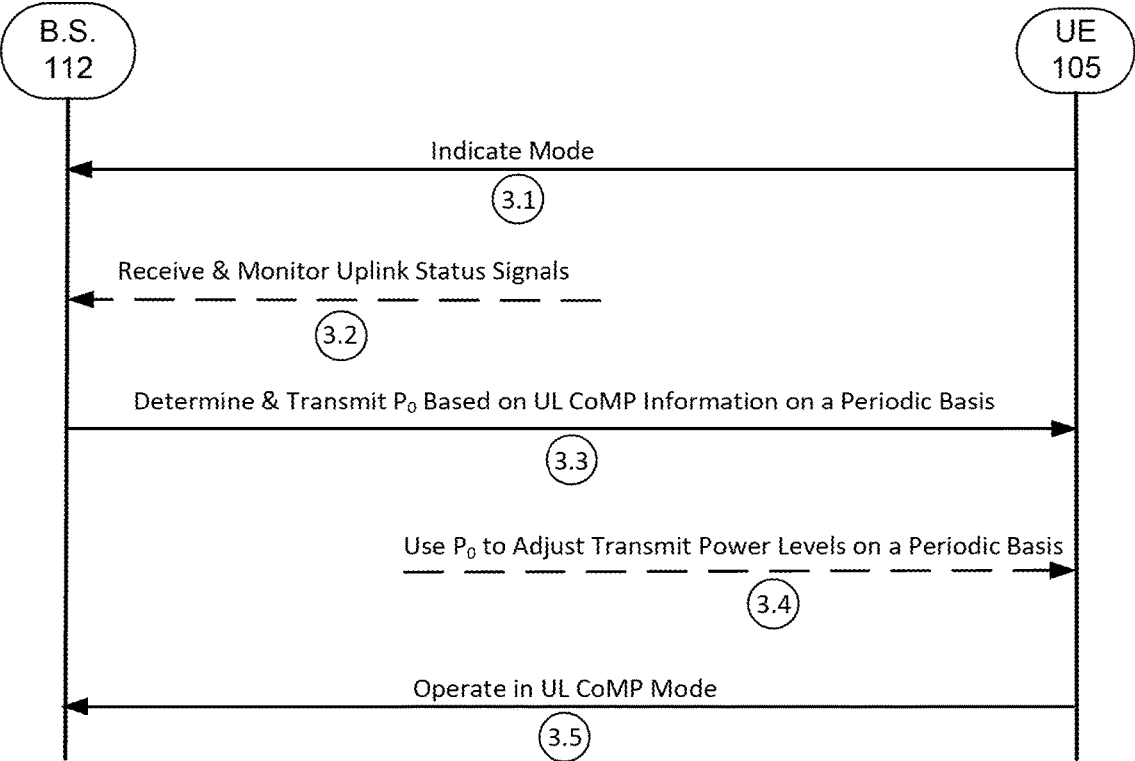 B.S.
112
UE
105
Indicate Mode
3.1
Receive & Monitor Uplink Status Signals
3.2
Determine & Transmit P₀ Based on UL CoMP Information on a Periodic Basis
3.3
Use P₀ to Adjust Transmit Power Levels on a Periodic Basis
3.4
Operate in UL CoMP Mode
3.5